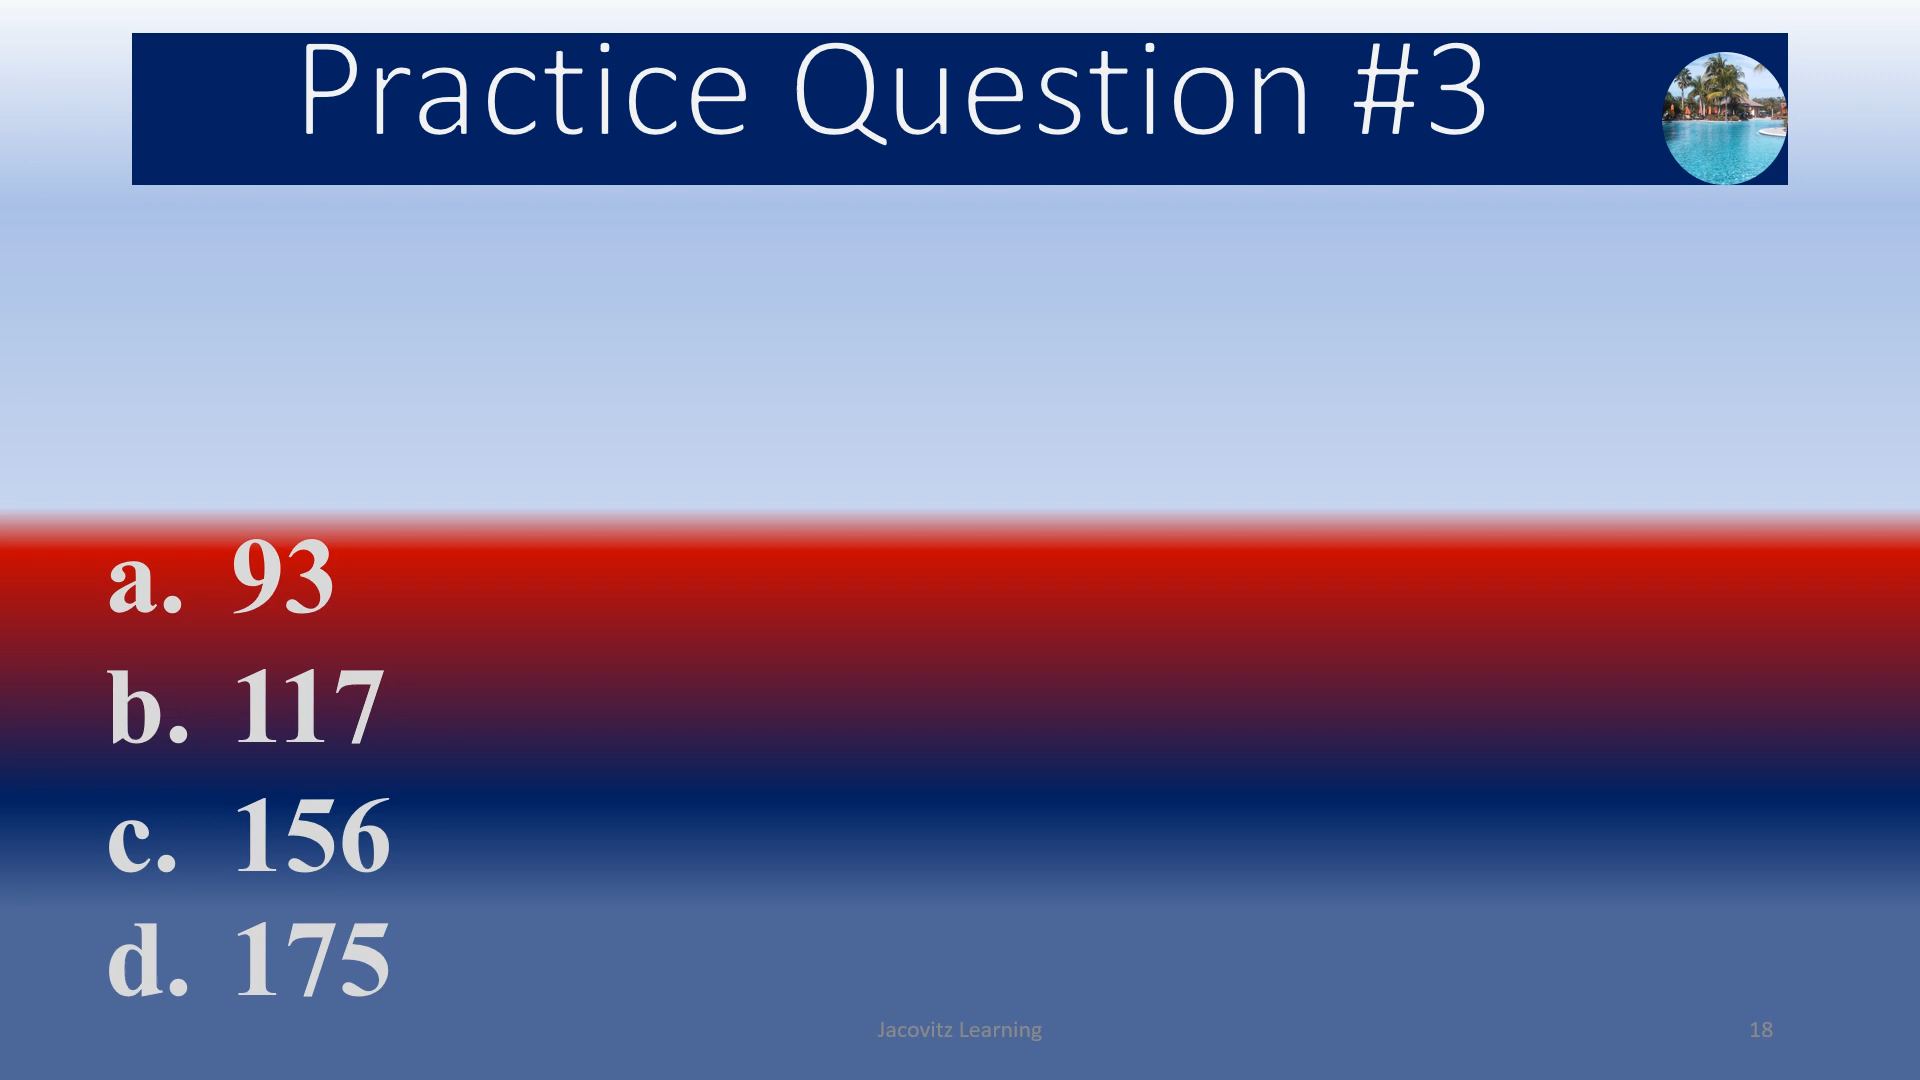 Practice Question #3
a. 93
b. 117
c. 156
d. 175
Jacovitz Learning
18